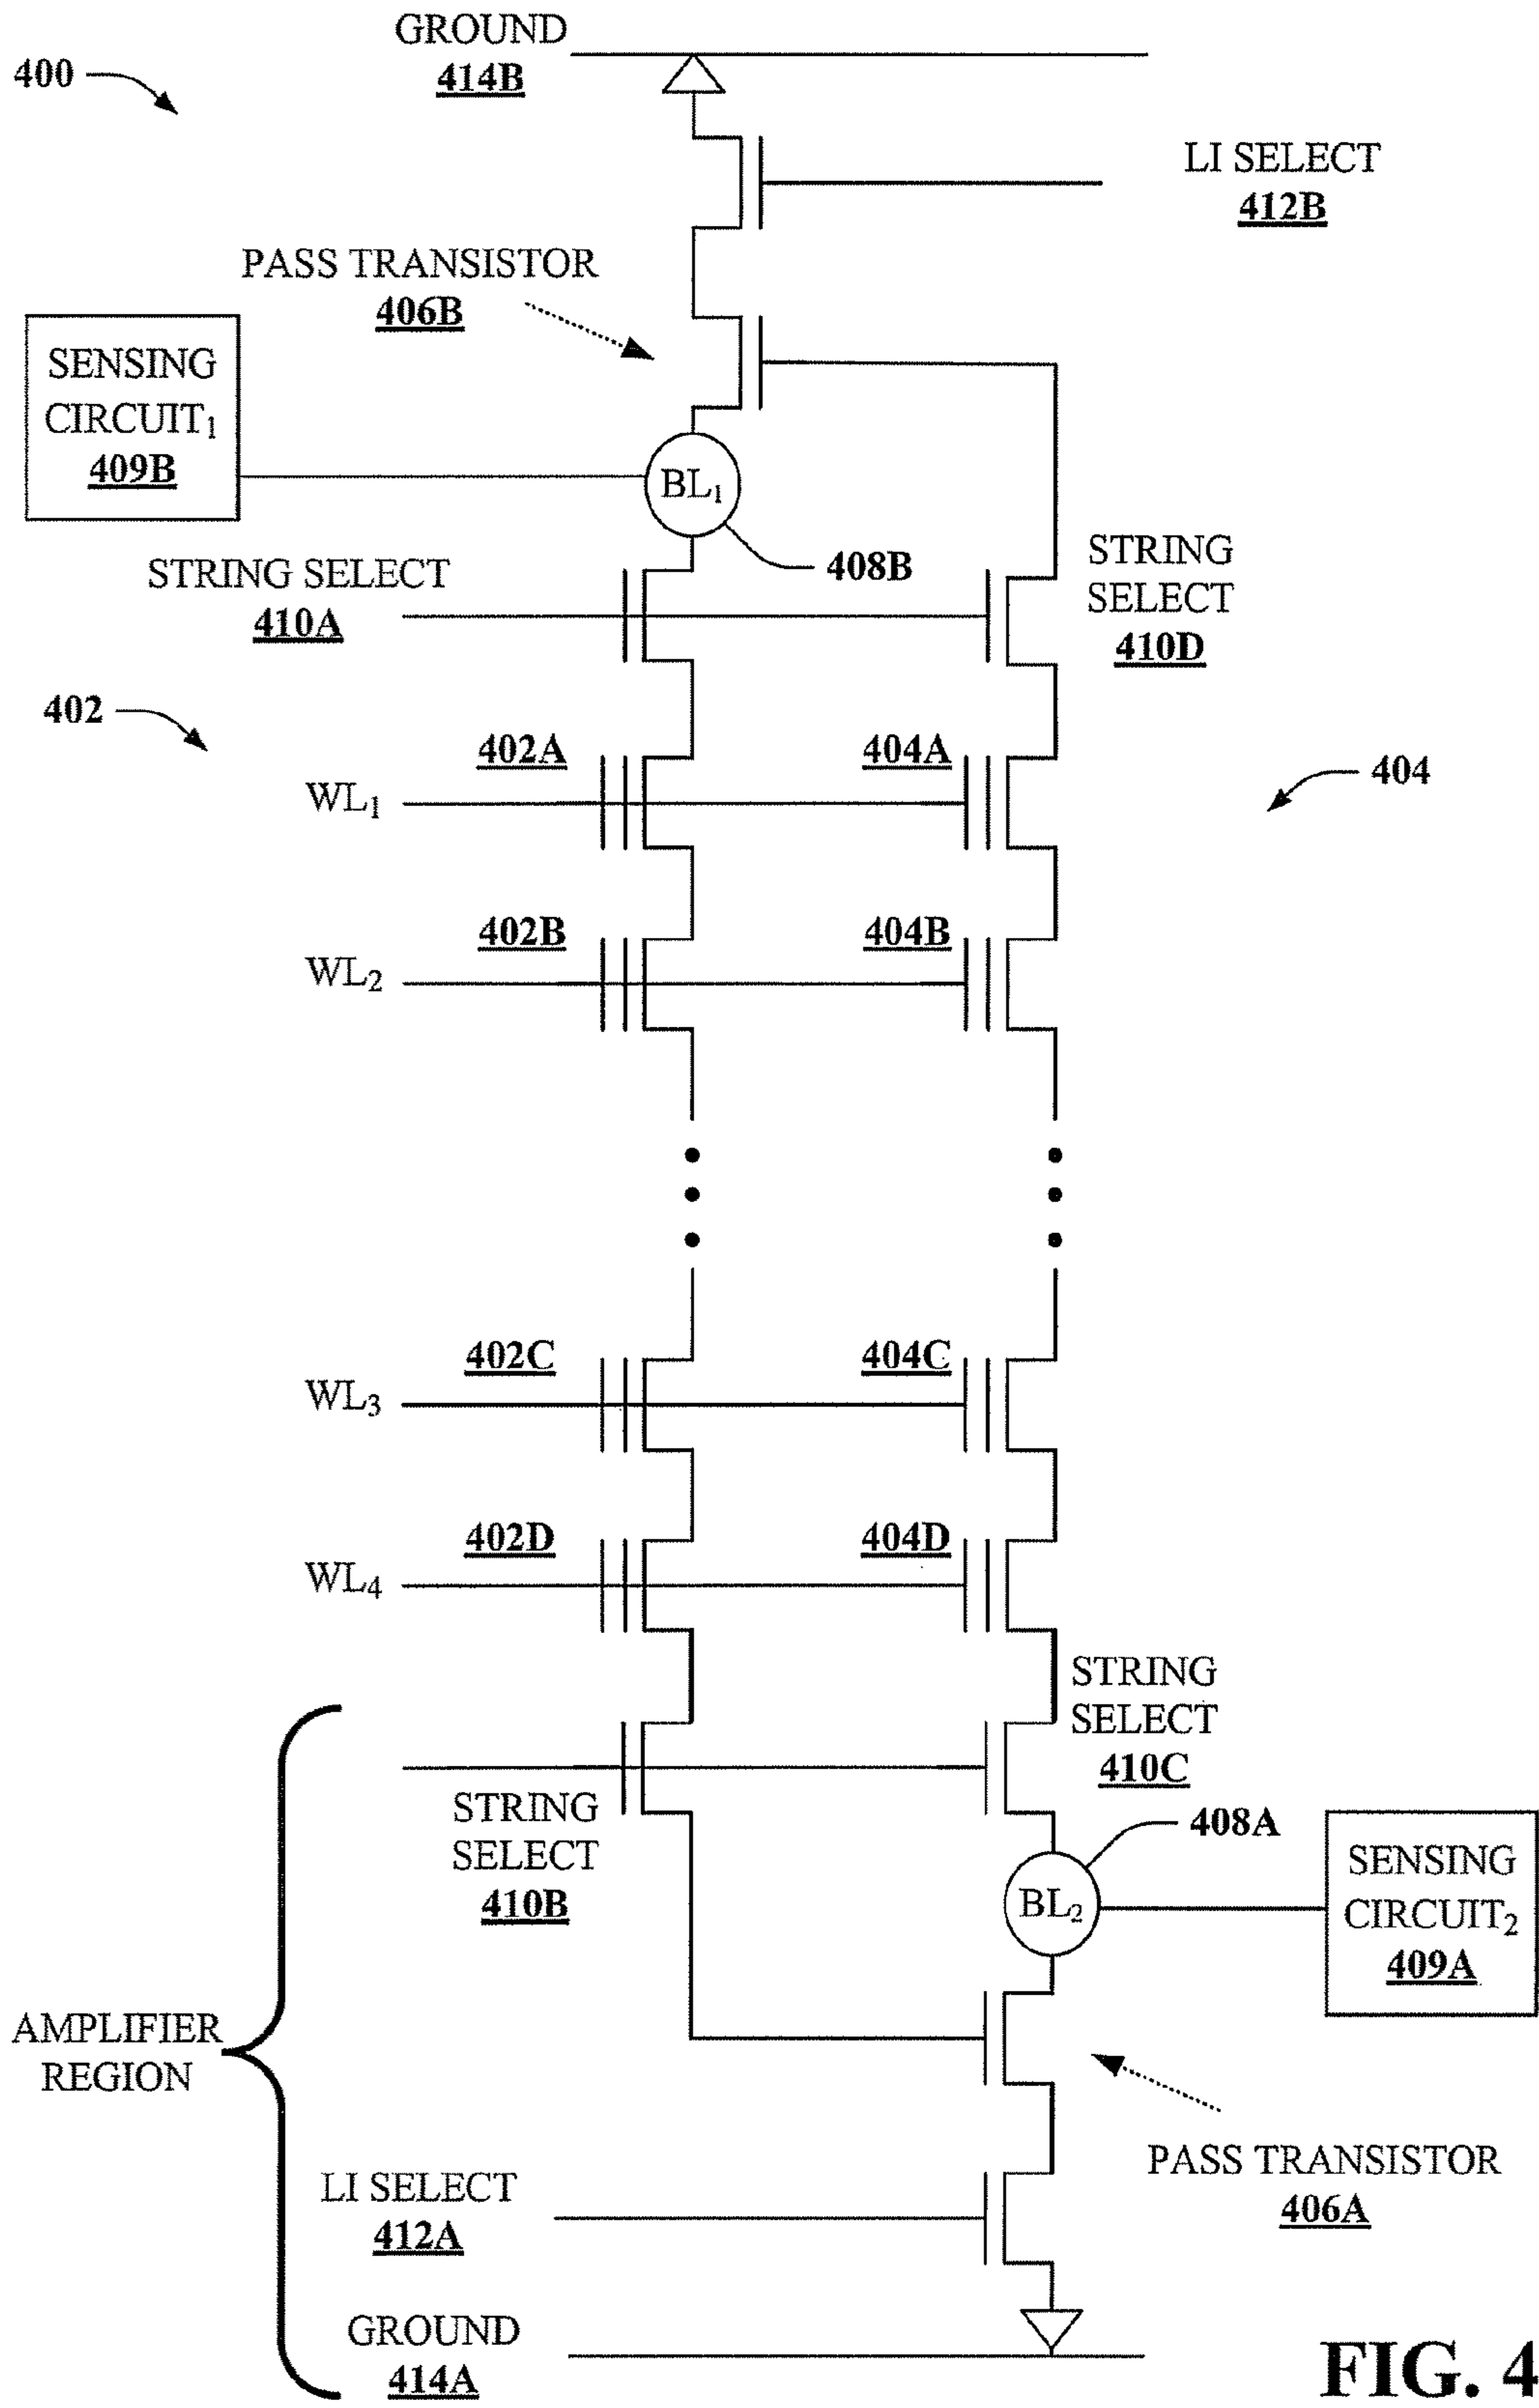 GROUND
414B
400
LI SELECT
412B
PASS TRANSISTOR
406B
SENSING
CIRCUIT1
409B
BL1
408B
STRING SELECT
410A
STRING
SELECT
410D
402
402A
404A
404
WL1
402B
404B
WL2
402C
404C
WL3
402D
404D
WL4
STRING
SELECT
410C
STRING
SELECT
410B
408A
BL2
SENSING
CIRCUIT2
409A
AMPLIFIER
REGION
PASS TRANSISTOR
406A
LI SELECT
412A
GROUND
414A
FIG. 4